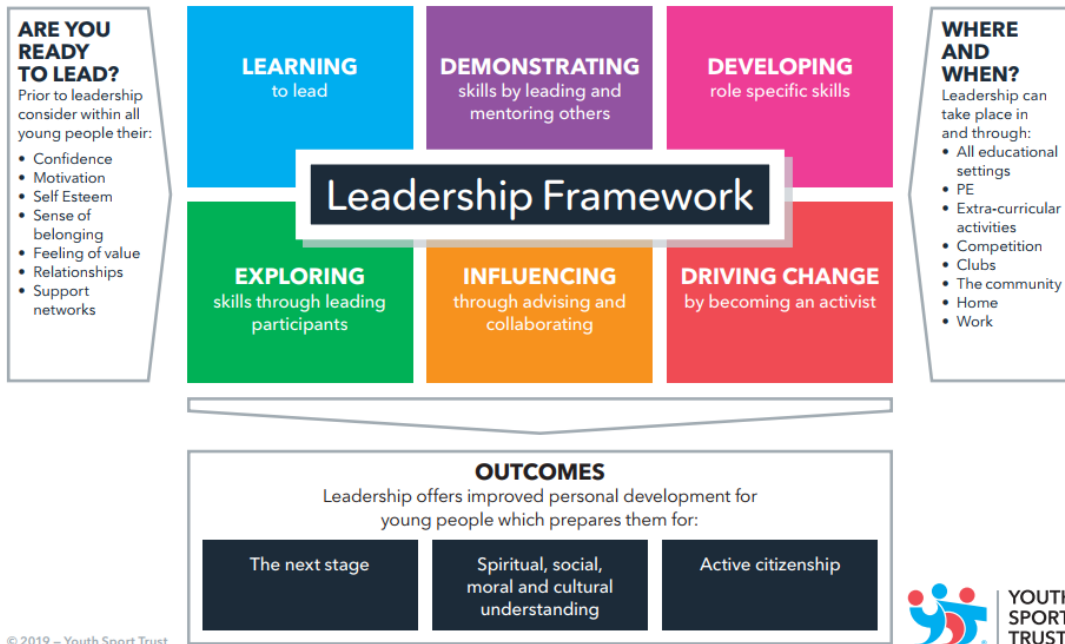 ARE YOU
READY
TO LEAD?
Prior to leadership
consider within all
young people their:
• Confidence
• Motivation
• Self Esteem
• Sense of
belonging
• Feeling of value
• Relationships
• Support
networks
LEARNING
to lead
DEMONSTRATING
skills by leading and
mentoring others
DEVELOPING
role specific skills
Leadership Framework
EXPLORING
skills through leading
participants
INFLUENCING
through advising and
collaborating
DRIVING CHANGE
by becoming an activist
WHERE
AND
WHEN?
Leadership can
take place in
and through:
• All educational
settings
• PE
• Extra-curricular
activities
• Competition
• Clubs
• The community
• Home
• Work
OUTCOMES
Leadership offers improved personal development for
young people which prepares them for:
The next stage
Spiritual, social,
moral and cultural
understanding
Active citizenship
© 2019 – Youth Sport Trust
YOUTH
SPORT
TRUST